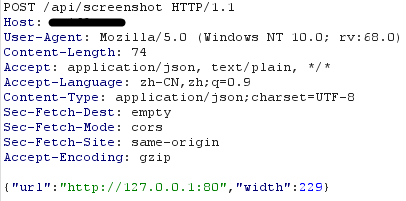 POST /api/screenshot HTTP/1.1
Host:
User-Agent: Mozilla/5.0 (Windows NT 10.0; rv:68.0)
Content-Length: 74
Accept: application/json, text/plain, */*
Accept-Language: zh-CN,zh;q=0.9
Content-Type: application/json;charset=UTF-8
Sec-Fetch-Dest: empty
Sec-Fetch-Mode: cors
Sec-Fetch-Site: same-origin
Accept-Encoding: gzip
{"url":"http://127.0.0.1:80","width":229}